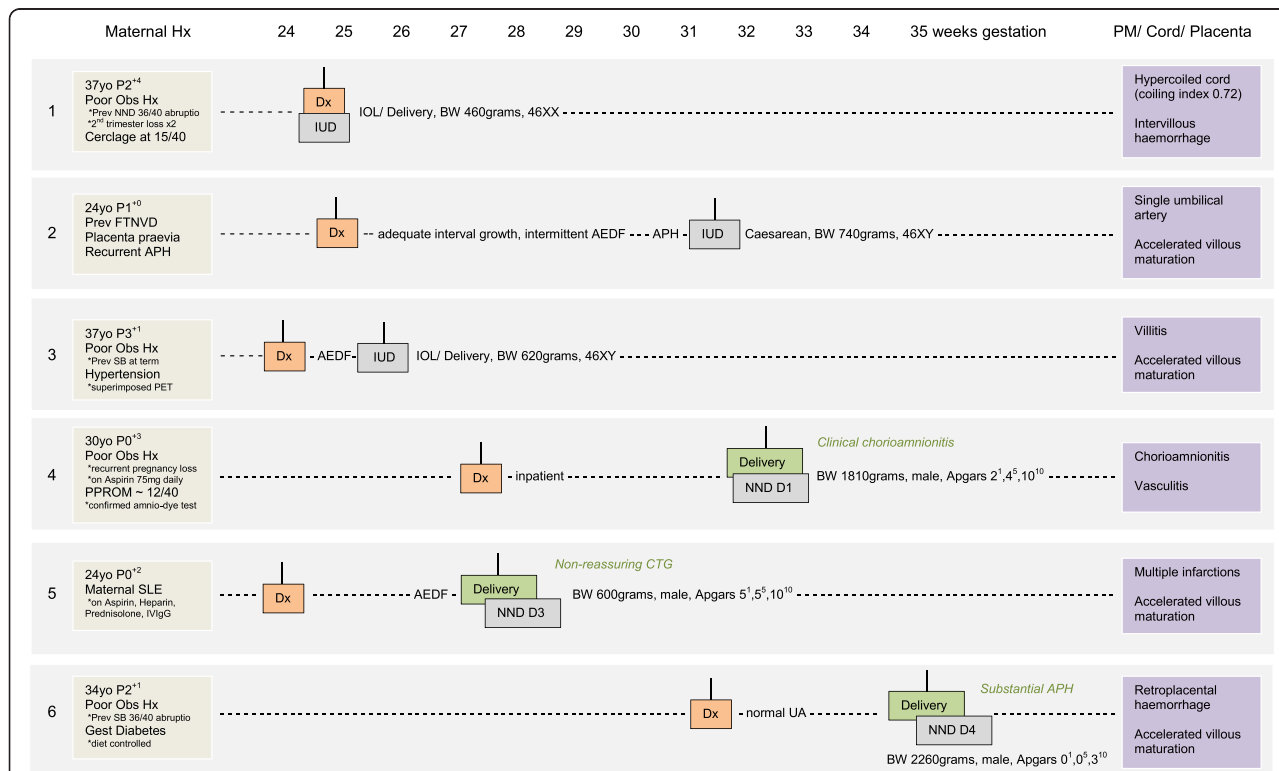 Maternal Hx 24 25 26 27 28 29 30 31 32 33 34 35 weeks gestation PM/ Cord/ Placenta
1
37yo P2⁺⁴
Poor Obs Hx
*Prev NND 36/40 abruptio
*2ⁿᵈ trimester loss x2
Cerclage at 15/40
Dx
IUD
IOL/ Delivery, BW 460grams, 46XX
Hypercoiled cord
(coiling index 0.72)
Intervillous
haemorrhage
2
24yo P1⁺⁰
Prev FTNVD
Placenta praevia
Recurrent APH
Dx
adequate interval growth, intermittent AEDF
APH
IUD
Caesarean, BW 740grams, 46XY
Single umbilical
artery
Accelerated villous
maturation
3
37yo P3⁺¹
Poor Obs Hx
*Prev SB at term
Hypertension
*superimposed PET
Dx
AEDF
IUD
IOL/ Delivery, BW 620grams, 46XY
Villitis
Accelerated villous
maturation
4
30yo P0⁺³
Poor Obs Hx
*recurrent pregnancy loss
*on Aspirin 75mg daily
PPROM ~ 12/40
*confirmed amnio-dye test
Dx
inpatient
Delivery
NND D1
Clinical chorioamnionitis
BW 1810grams, male, Apgars 2¹,4⁵,10¹⁰
Chorioamnionitis
Vasculitis
5
24yo P0⁺²
Maternal SLE
*on Aspirin, Heparin,
Prednisolone, IVIgG
Dx
AEDF
Delivery
NND D3
Non-reassuring CTG
BW 600grams, male, Apgars 5¹,5⁵,10¹⁰
Multiple infarctions
Accelerated villous
maturation
6
34yo P2⁺¹
Poor Obs Hx
*Prev SB 36/40 abruptio
Gest Diabetes
*diet controlled
Dx
normal UA
Delivery
NND D4
Substantial APH
BW 2260grams, male, Apgars 0¹,0⁵,3¹⁰
Retroplacental
haemorrhage
Accelerated villous
maturation